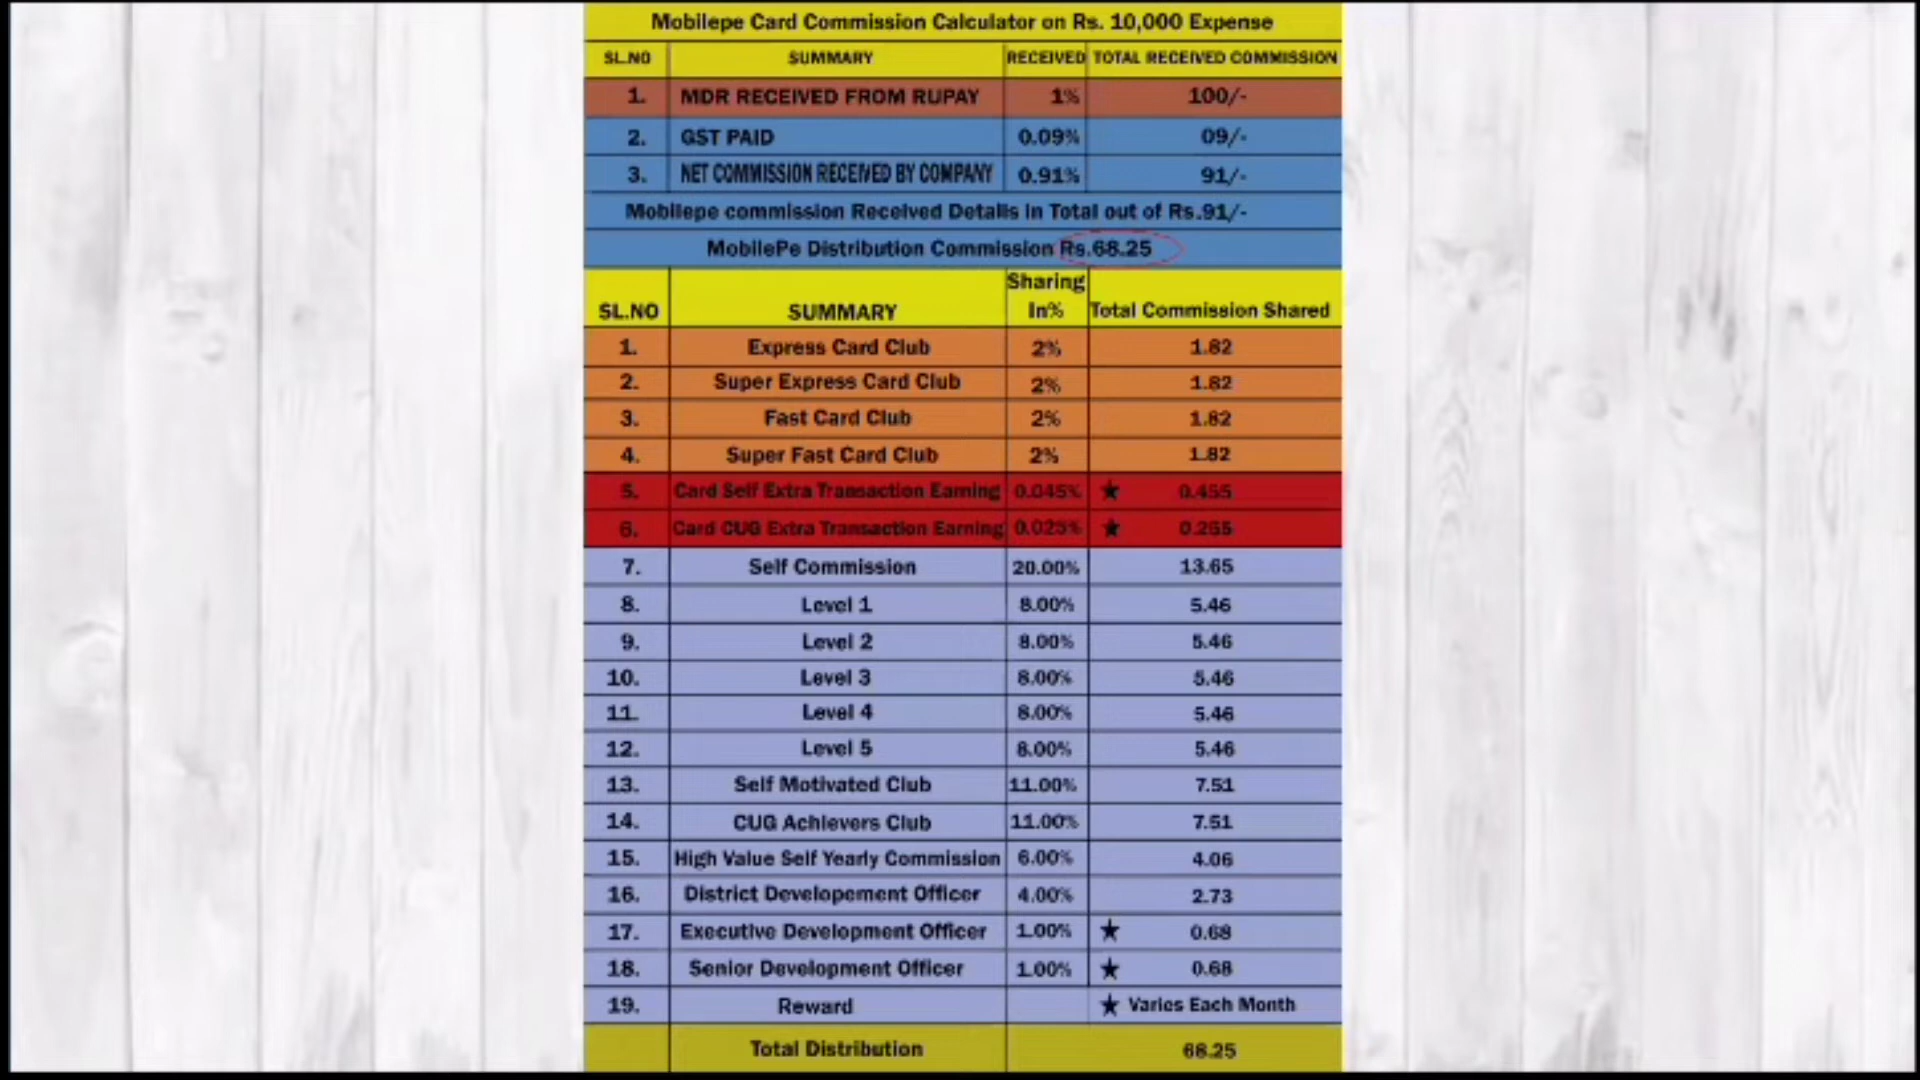 Mobilepe Card Commission Calculator on Rs. 10,000 Expense
SL.NO SUMMARY RECEIVED TOTAL RECEIVED COMMISSION
1. MDR RECEIVED FROM RUPAY 1% 100/-
2. GST PAID 0.09% 09/-
3. NET COMMISSION RECEIVED BY COMPANY 0.91% 91/-
Mobilepe commission Received Details in Total out of Rs.91/-
MobilePe Distribution Commission Rs.68.25
SL.NO SUMMARY Sharing In% Total Commission Shared
1. Express Card Club 2% 1.82
2. Super Express Card Club 2% 1.82
3. Fast Card Club 2% 1.82
4. Super Fast Card Club 2% 1.82
5. Card Self Extra Transaction Earning 0.045% ★ 0.455
6. Card CUG Extra Transaction Earning 0.025% ★ 0.255
7. Self Commission 20.00% 13.65
8. Level 1 8.00% 5.46
9. Level 2 8.00% 5.46
10. Level 3 8.00% 5.46
11. Level 4 8.00% 5.46
12. Level 5 8.00% 5.46
13. Self Motivated Club 11.00% 7.51
14. CUG Achievers Club 11.00% 7.51
15. High Value Self Yearly Commission 6.00% 4.06
16. District Developement Officer 4.00% 2.73
17. Executive Development Officer 1.00% ★ 0.68
18. Senior Development Officer 1.00% ★ 0.68
19. Reward ★ Varies Each Month
Total Distribution 68.25